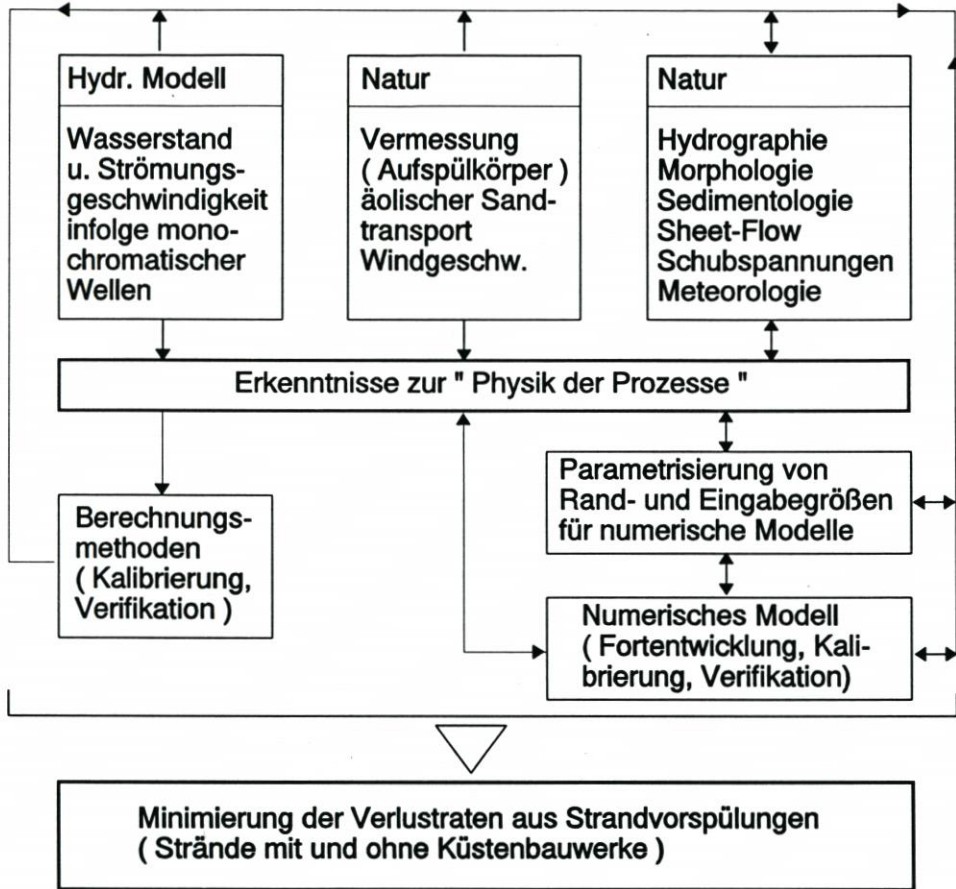 Hydr. Modell
Wasserstand
u. Strömungs-
geschwindigkeit
infolge mono-
chromatischer
Wellen
Natur
Vermessung
( Aufspülkörper )
äolischer Sand-
transport
Windgeschw.
Natur
Hydrographie
Morphologie
Sedimentologie
Sheet-Flow
Schubspannungen
Meteorologie
Erkenntnisse zur " Physik der Prozesse "
Berechnungs-
methoden
( Kalibrierung,
Verifikation )
Parametrisierung von
Rand- und Eingabegrößen
für numerische Modelle
Numerisches Modell
( Fortentwicklung, Kali-
brierung, Verifikation)
Minimierung der Verlustraten aus Strandvorspülungen
( Strände mit und ohne Küstenbauwerke )